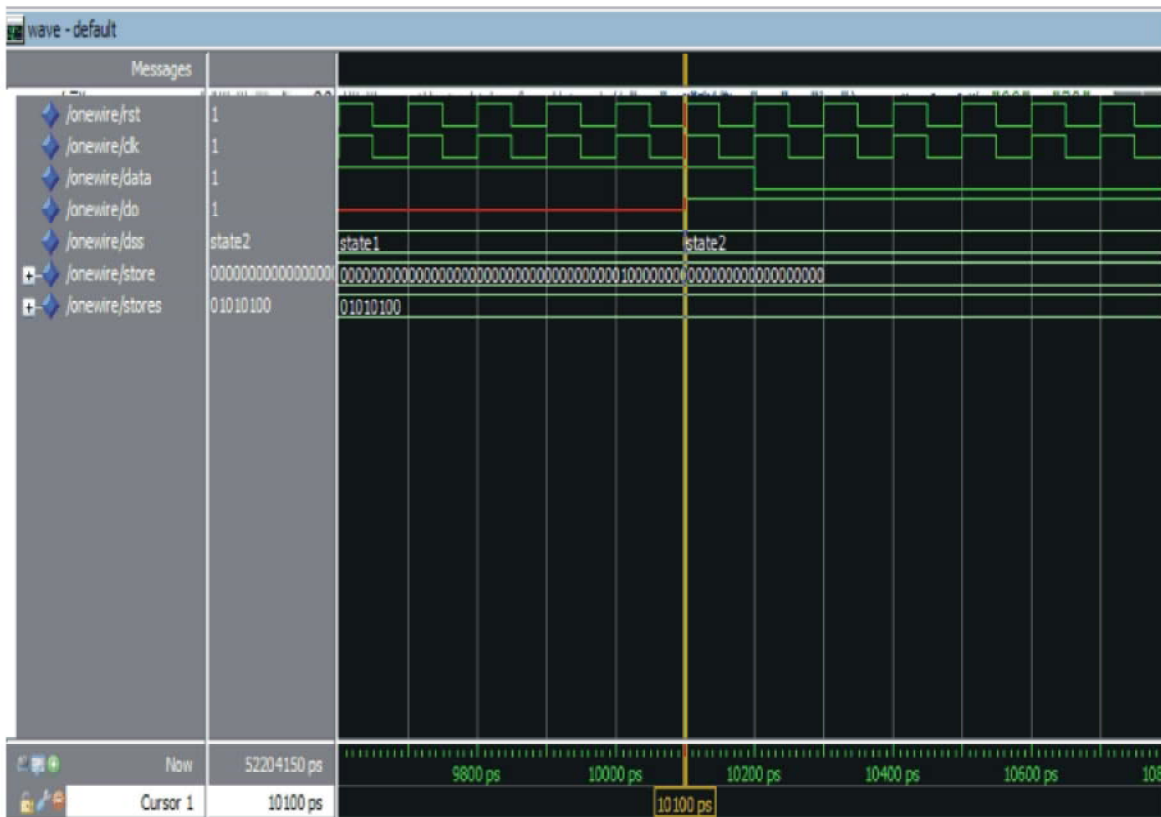 wave - default
Messages
/onewire/rst 1
/onewire/clk 1
/onewire/data 1
/onewire/do 1
/onewire/dss state2 state1 state2
/onewire/store
/onewire/stores 01010100 01010100
Now 52204150 ps 9800 ps 10000 ps 10200 ps 10400 ps 10600 ps
Cursor 1 10100 ps 10100 ps